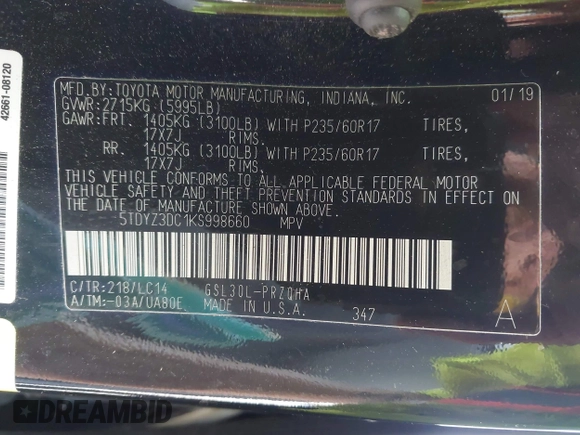 42661-08120
MFD.BY:TOYOTA MOTOR MANUFACTURING, INDIANA, INC. 01/19
GVWR:2715KG (5995LB)
GAWR:FRT. 1405KG (3100LB) WITH P235/60R17 TIRES,
17X7J RIMS.
RR. 1405KG (3100LB) WITH P235/60R17 TIRES,
17X7J RIMS.
THIS VEHICLE CONFORMS TO ALL APPLICABLE FEDERAL MOTOR
VEHICLE SAFETY AND THEFT PREVENTION STANDARDS IN EFFECT ON
THE DATE OF MANUFACTURE SHOWN ABOVE.
5TDYZ3DC1KS998660 MPV
C/TR:218/LC14 GSL30L-PRZQHA
A/TM:-03A/UA80E MADE IN U.S.A. 347 A
DREAMBID